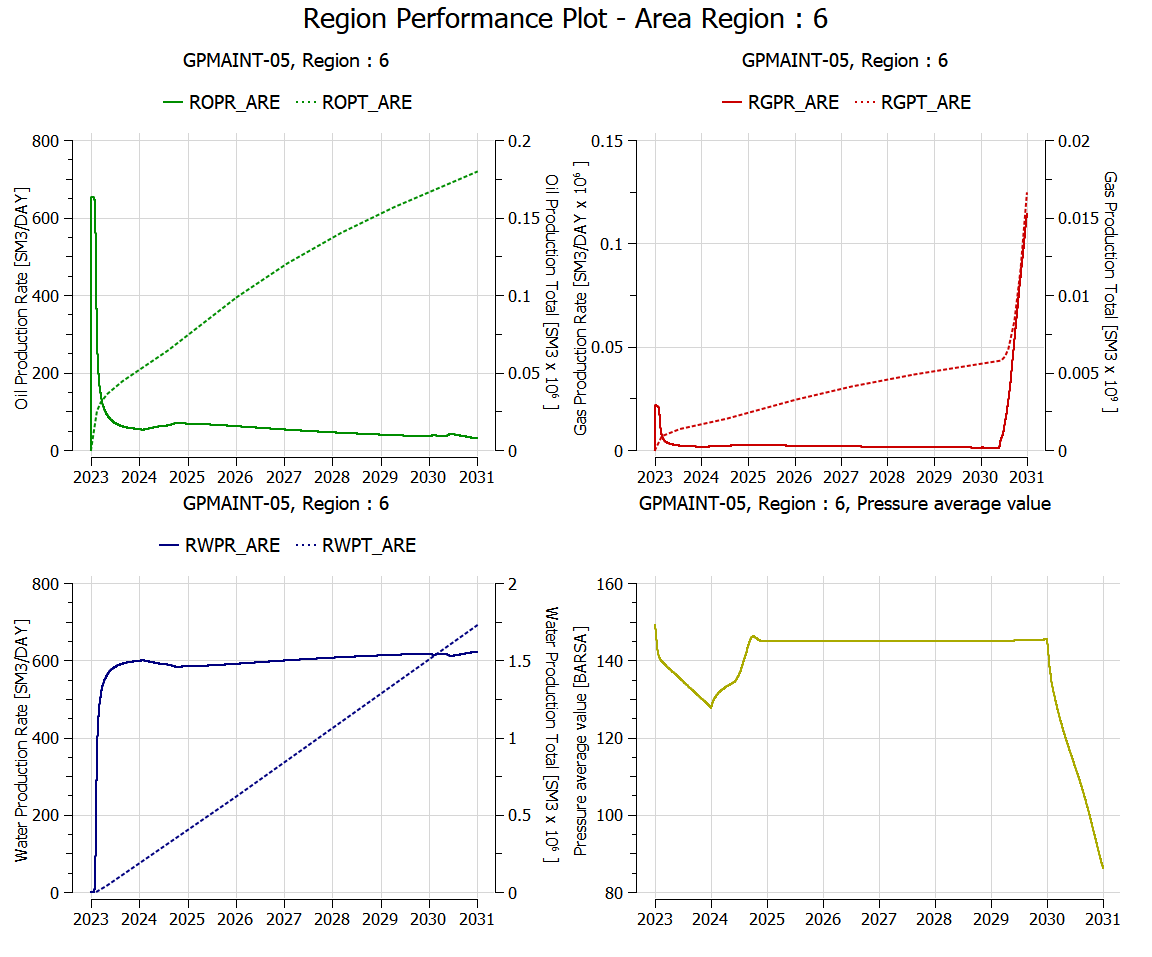 Region Performance Plot - Area Region : 6
GPMAINT-05, Region : 6
ROPR_ARE ROPT_ARE
Oil Production Rate [SM3/DAY]
800
600
400
200
0
0.2
0.15
0.1
0.05
0
Oil Production Total [SM3 x 10⁶ ]
2023 2024 2025 2026 2027 2028 2029 2030 2031
GPMAINT-05, Region : 6
RGPR_ARE RGPT_ARE
Gas Production Rate [SM3/DAY x 10⁶ ]
0.15
0.1
0.05
0
0.02
0.015
0.01
0.005
0
Gas Production Total [SM3 x 10⁹ ]
2023 2024 2025 2026 2027 2028 2029 2030 2031
GPMAINT-05, Region : 6
RWPR_ARE RWPT_ARE
Water Production Rate [SM3/DAY]
800
600
400
200
0
2
1.5
1
0.5
0
Water Production Total [SM3 x 10⁶ ]
2023 2024 2025 2026 2027 2028 2029 2030 2031
GPMAINT-05, Region : 6, Pressure average value
Pressure average value [BARSA]
160
140
120
100
80
2023 2024 2025 2026 2027 2028 2029 2030 2031